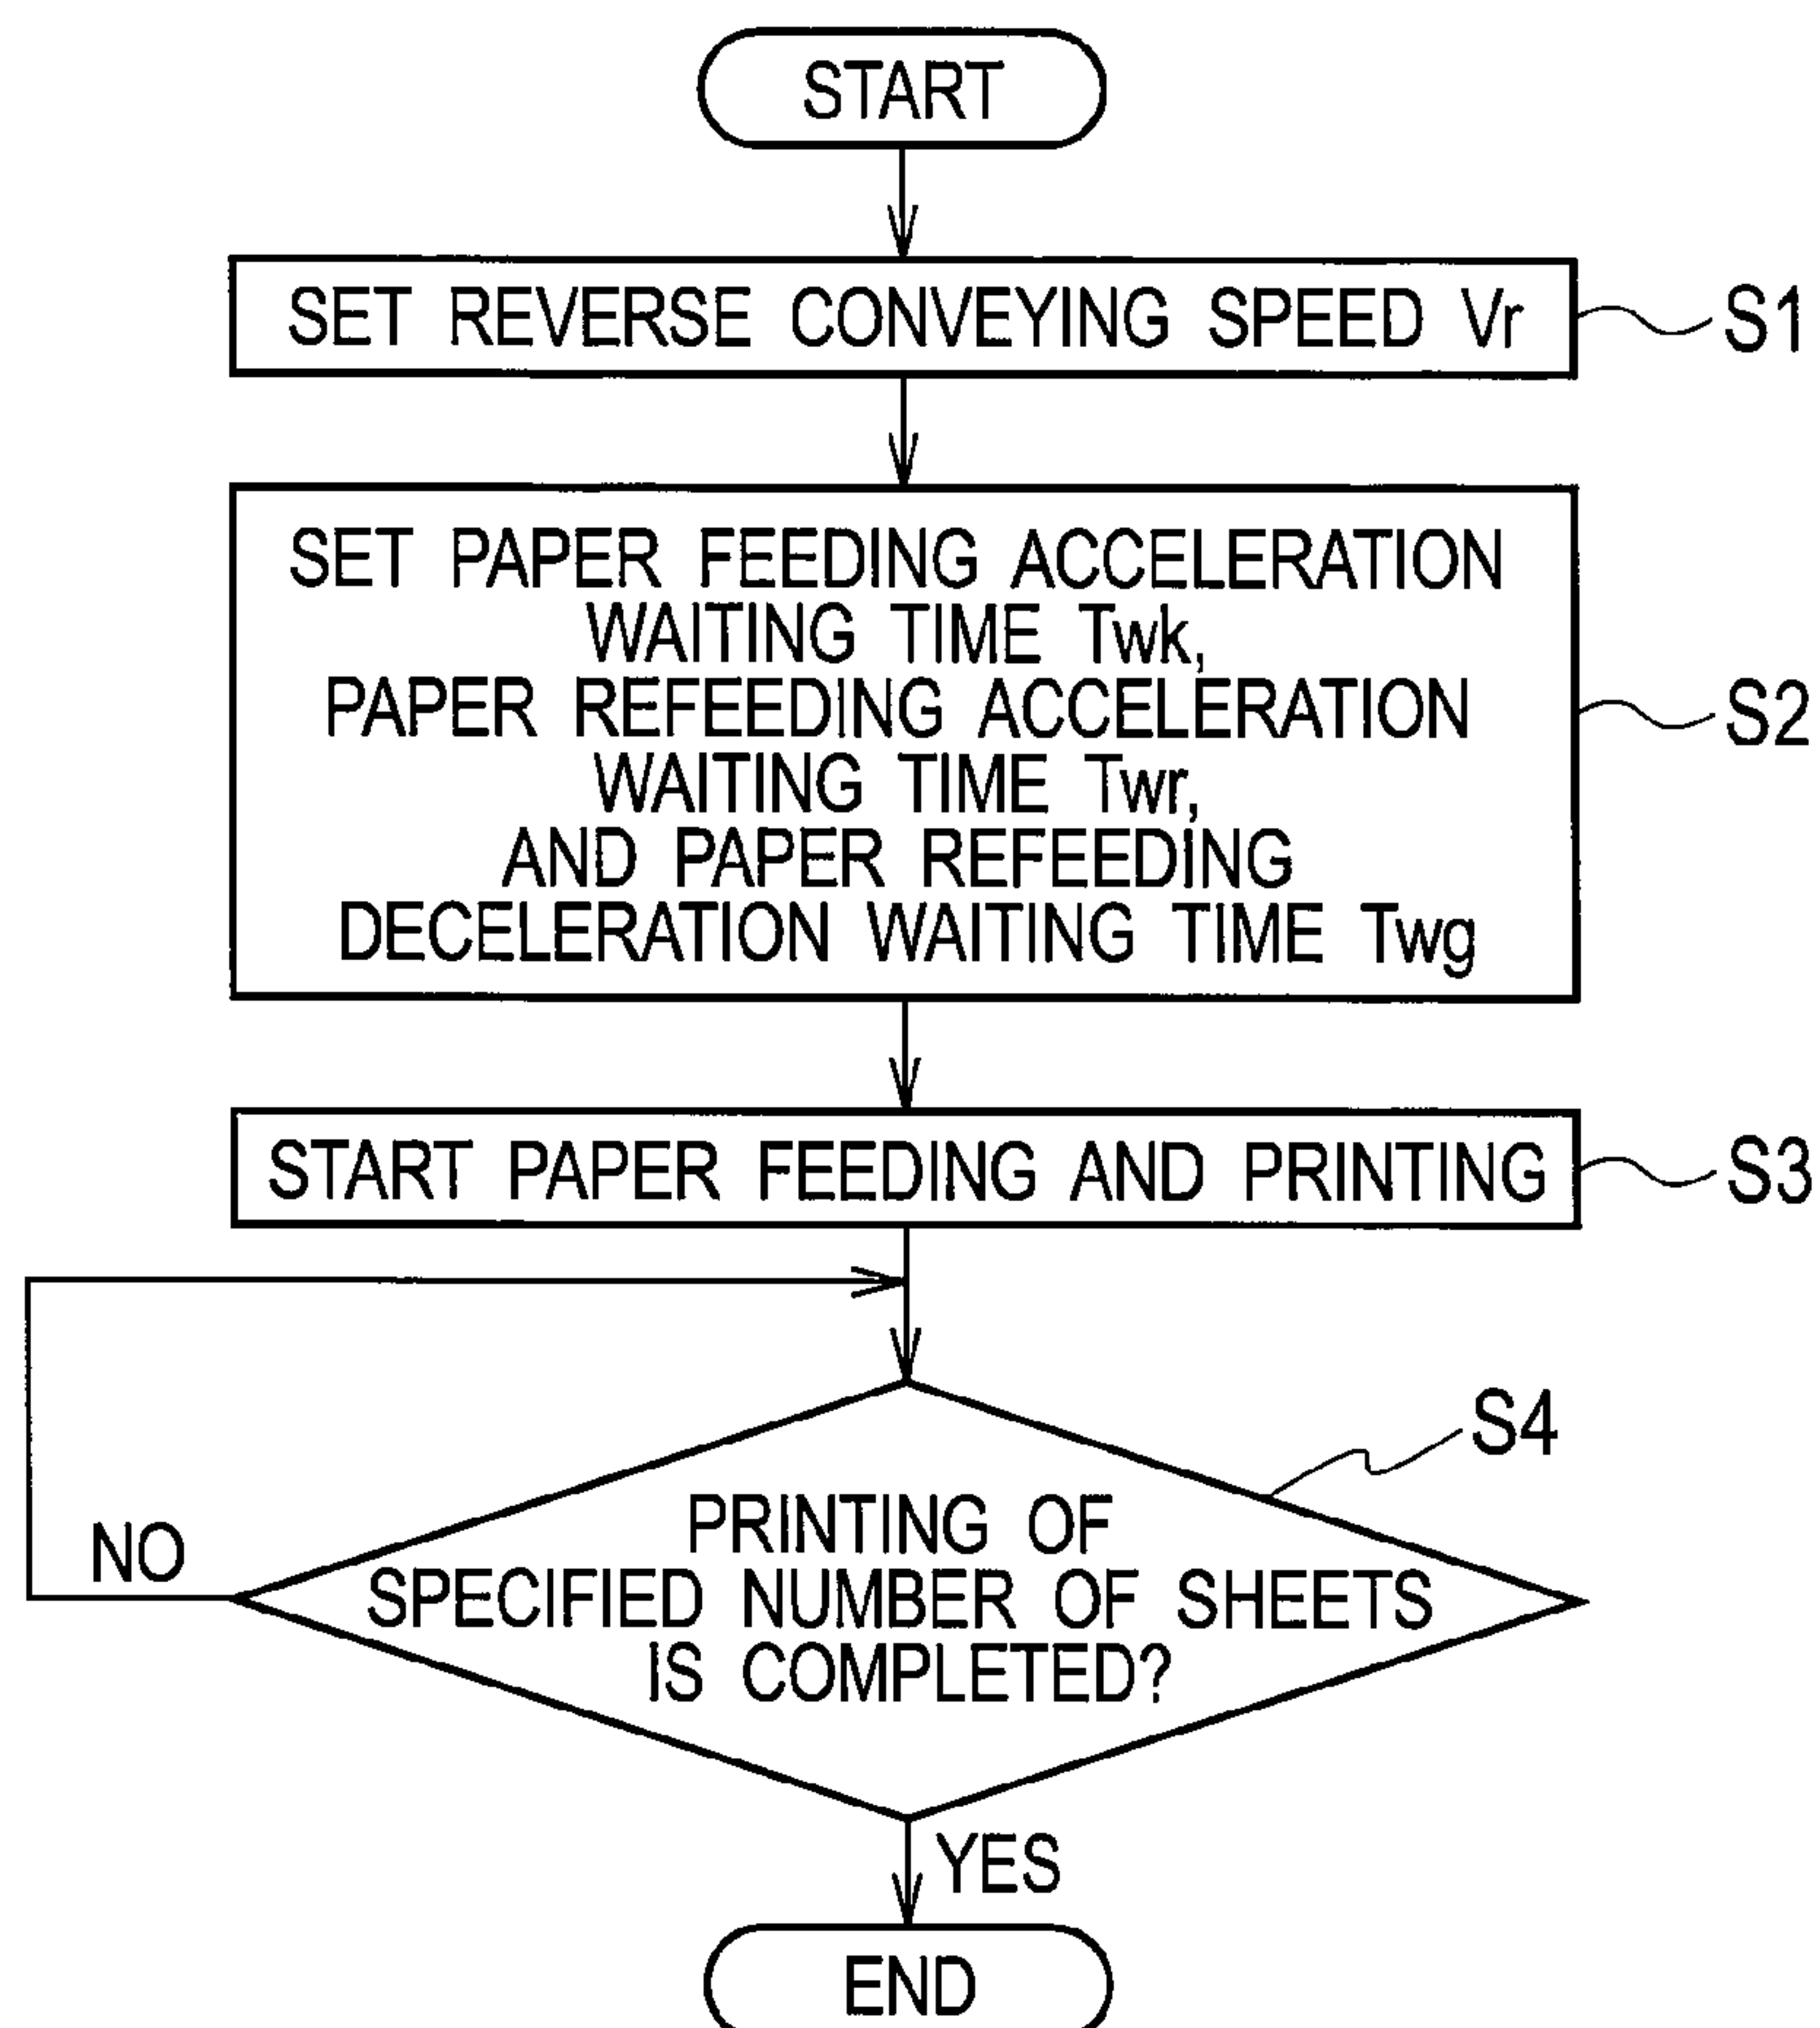 START
SET REVERSE CONVEYING SPEED Vr
S1
SET PAPER FEEDING ACCELERATION
WAITING TIME Twk,
PAPER REFEEDING ACCELERATION
WAITING TIME Twr,
AND PAPER REFEEDING
DECELERATION WAITING TIME Twg
S2
START PAPER FEEDING AND PRINTING
S3
S4
PRINTING OF
SPECIFIED NUMBER OF SHEETS
IS COMPLETED?
NO
YES
END